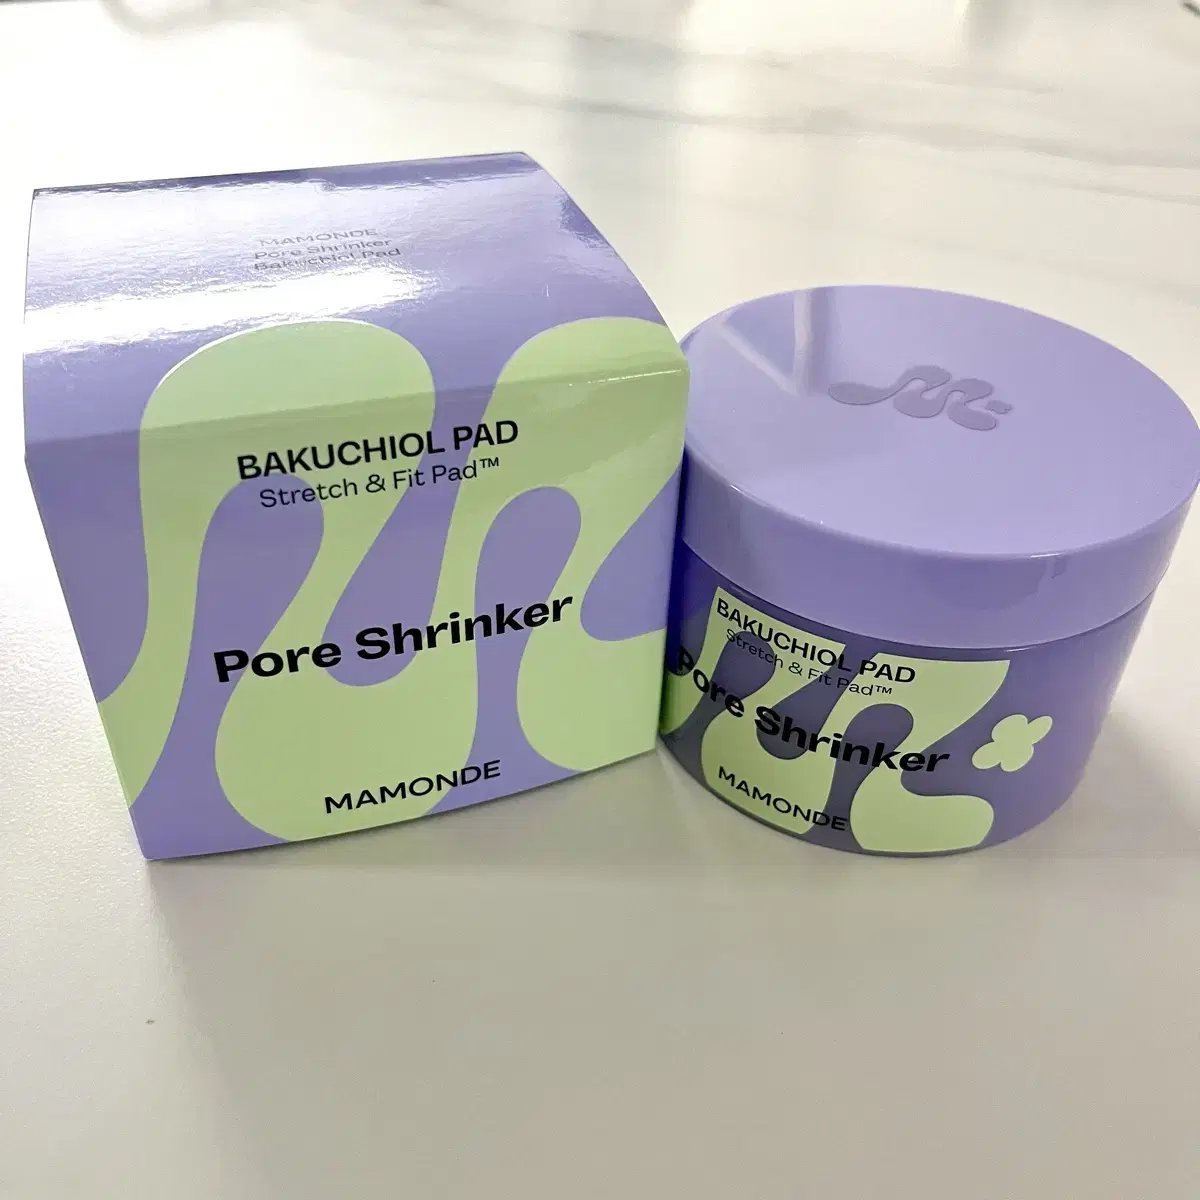 MAMONDE
Pore Shrinker
Bakuchiol Pad
BAKUCHIOL PAD
Stretch & Fit Pad™
Pore Shrinker
MAMONDE
BAKUCHIOL PAD
Stretch & Fit Pad™
Pore Shrinker
MAMONDE